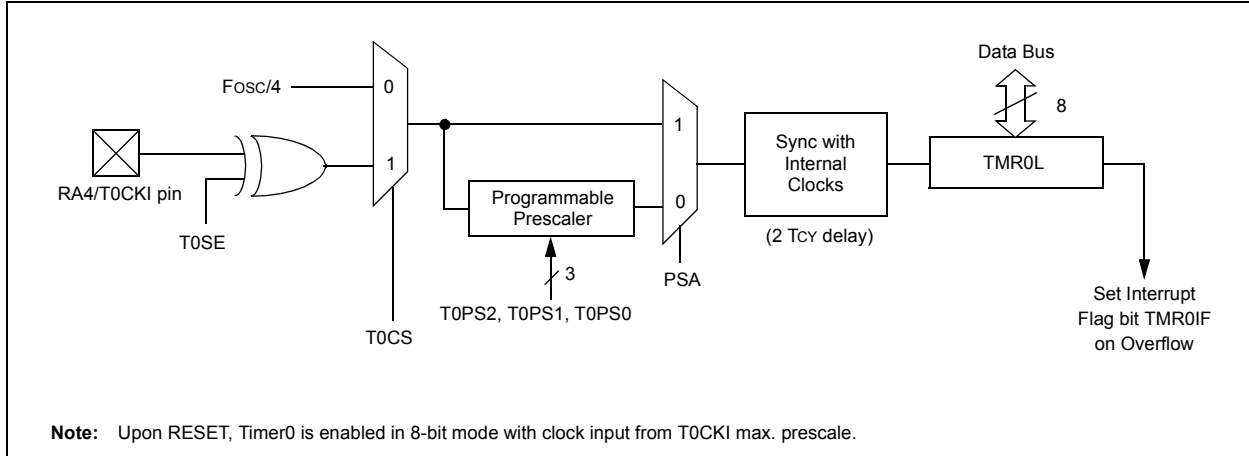 Data Bus
8
FOSC/4
0
1
RA4/T0CKI pin
T0SE
T0CS
Programmable
Prescaler
3
T0PS2, T0PS1, T0PS0
1
0
PSA
Sync with
Internal
Clocks
(2 TCY delay)
TMR0L
Set Interrupt
Flag bit TMR0IF
on Overflow
Note: Upon RESET, Timer0 is enabled in 8-bit mode with clock input from T0CKI max. prescale.